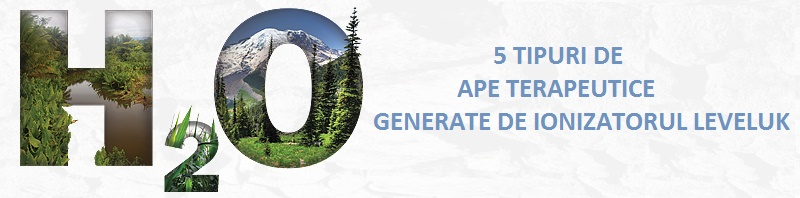 H2O
5 TIPURI DE
APE TERAPEUTICE
GENERATE DE IONIZATORUL LEVELUK